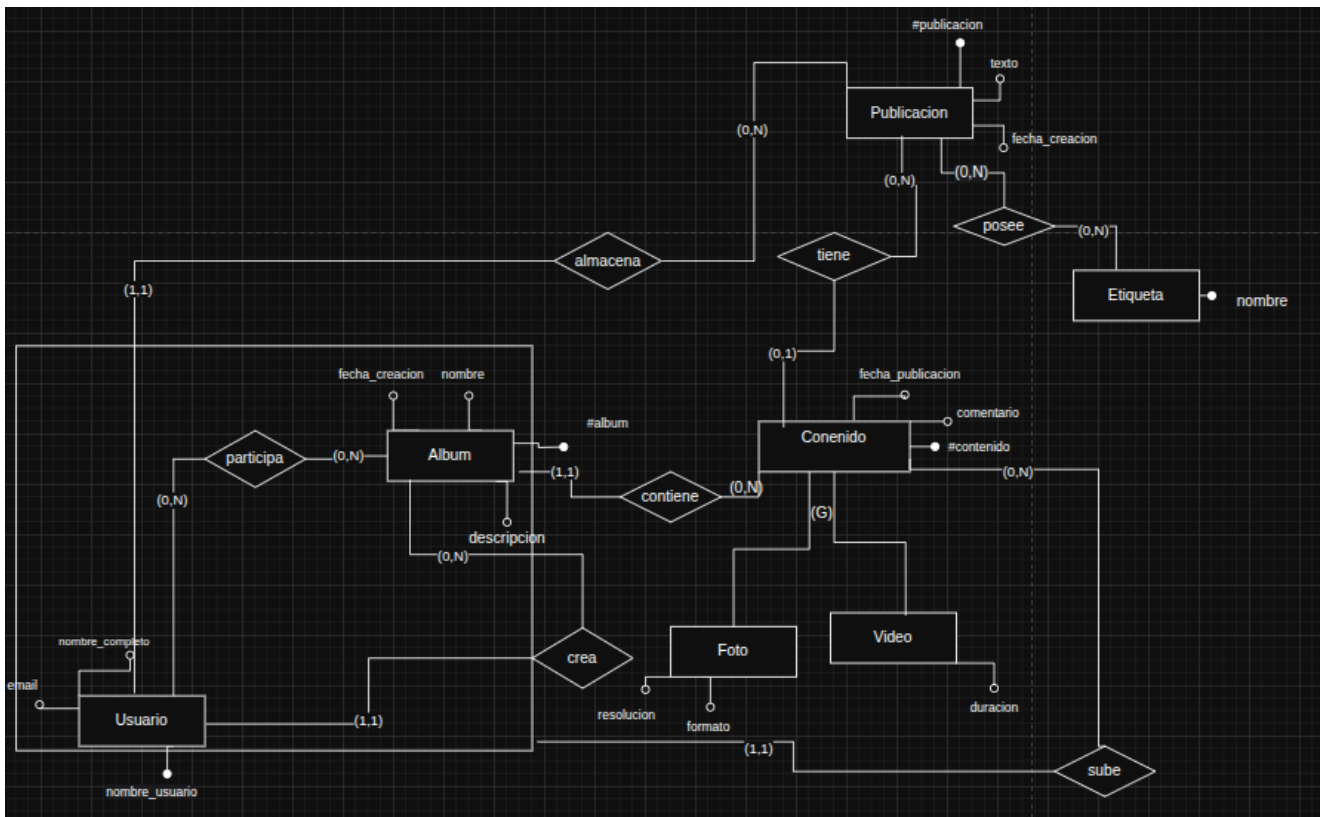 #publicacion
texto
Publicacion
fecha_creacion
(0,N)
(0,N)
(0,N)
posee
(0,N)
almacena
tiene
(1,1)
Etiqueta
nombre
(0,1)
fecha_creacion
nombre
fecha_publicacion
comentario
#album
Conenido
#contenido
participa
(0,N)
Album
(1,1)
(0,N)
(0,N)
contiene
(0,N)
(G)
descripcion
(0,N)
nombre_completo
crea
Foto
Video
email
Usuario
(1,1)
resolucion
formato
duracion
(1,1)
sube
nombre_usuario